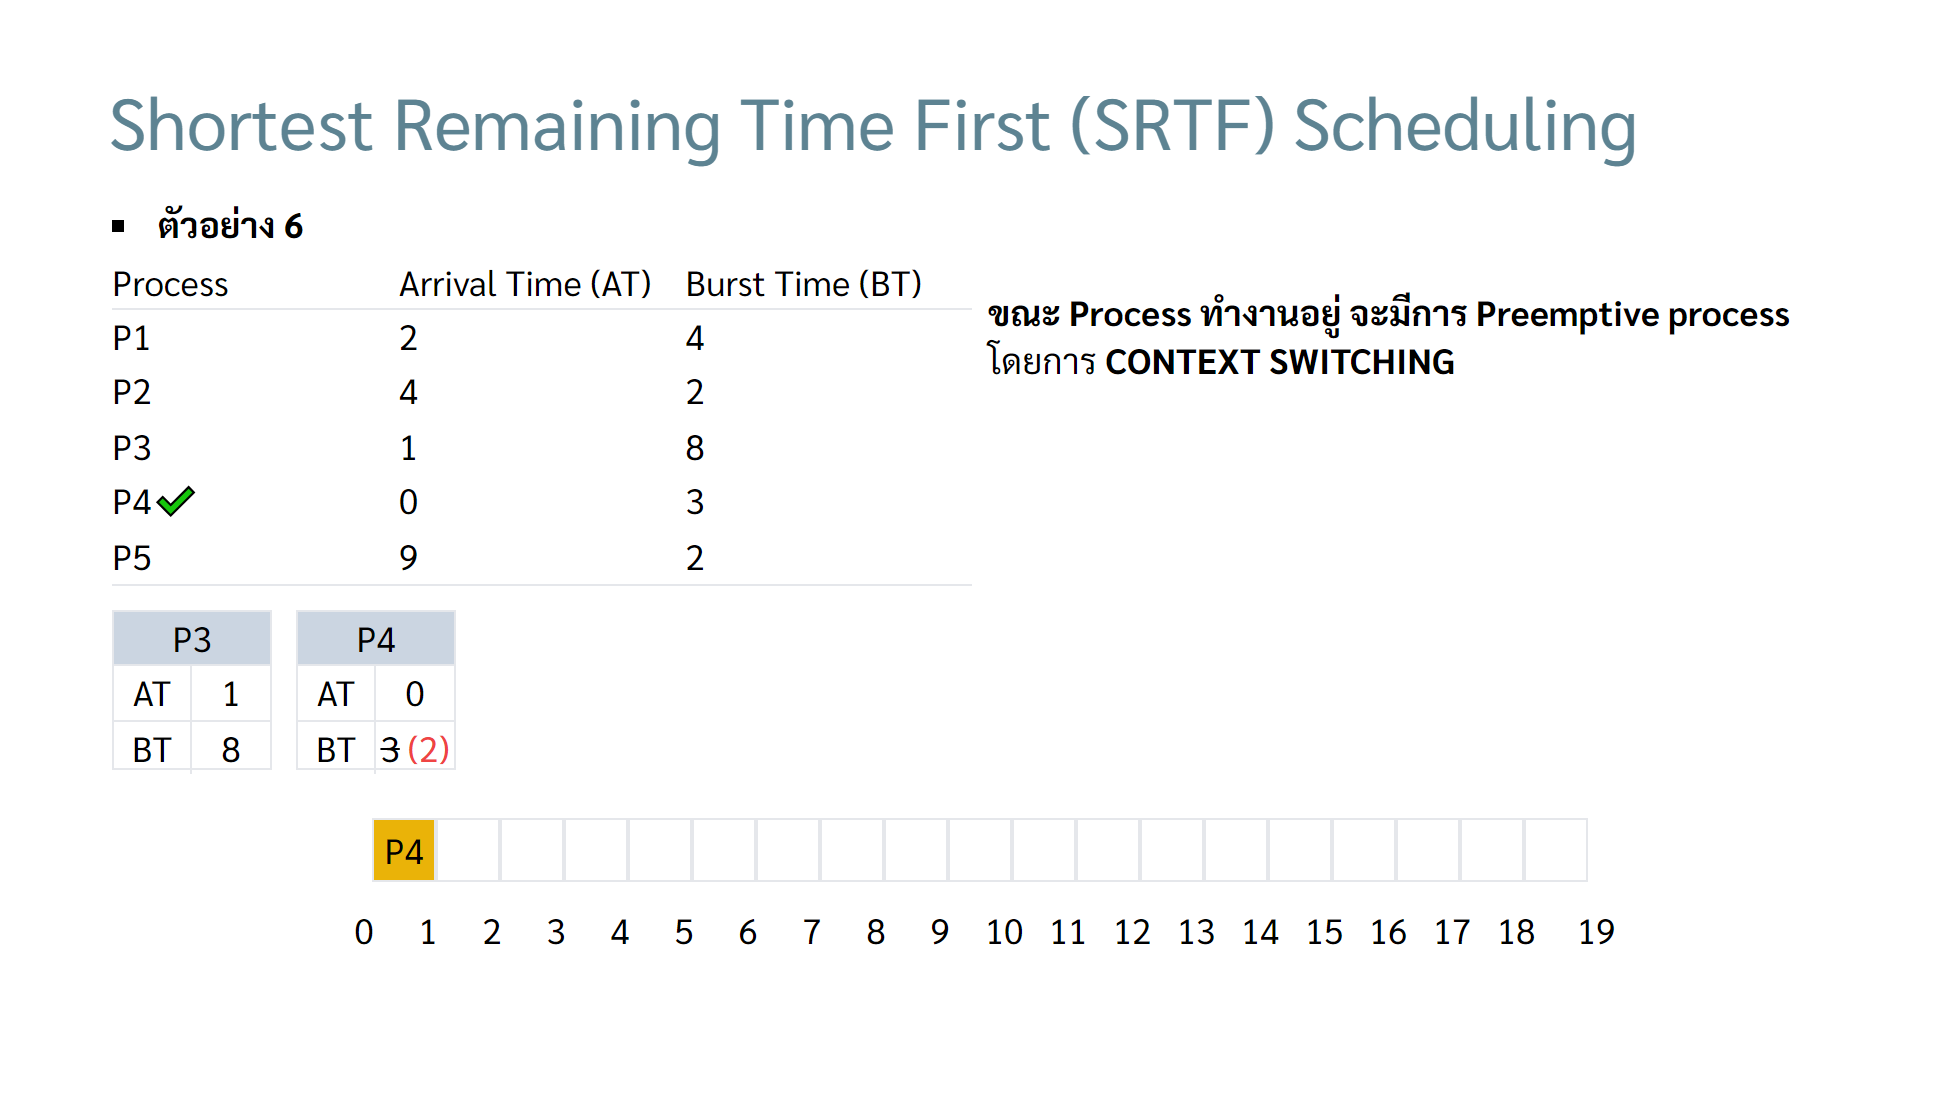 Shortest Remaining Time First (SRTF) Scheduling
▪ ตัวอย่าง 6
Process Arrival Time (AT) Burst Time (BT)
P1 2 4
P2 4 2
P3 1 8
P4 0 3
P5 9 2
ขณะ Process ทำงานอยู่ จะมีการ Preemptive process
โดยการ CONTEXT SWITCHING
P3 P4
AT 1 AT 0
BT 8 BT 3 (2)
P4
0 1 2 3 4 5 6 7 8 9 10 11 12 13 14 15 16 17 18 19